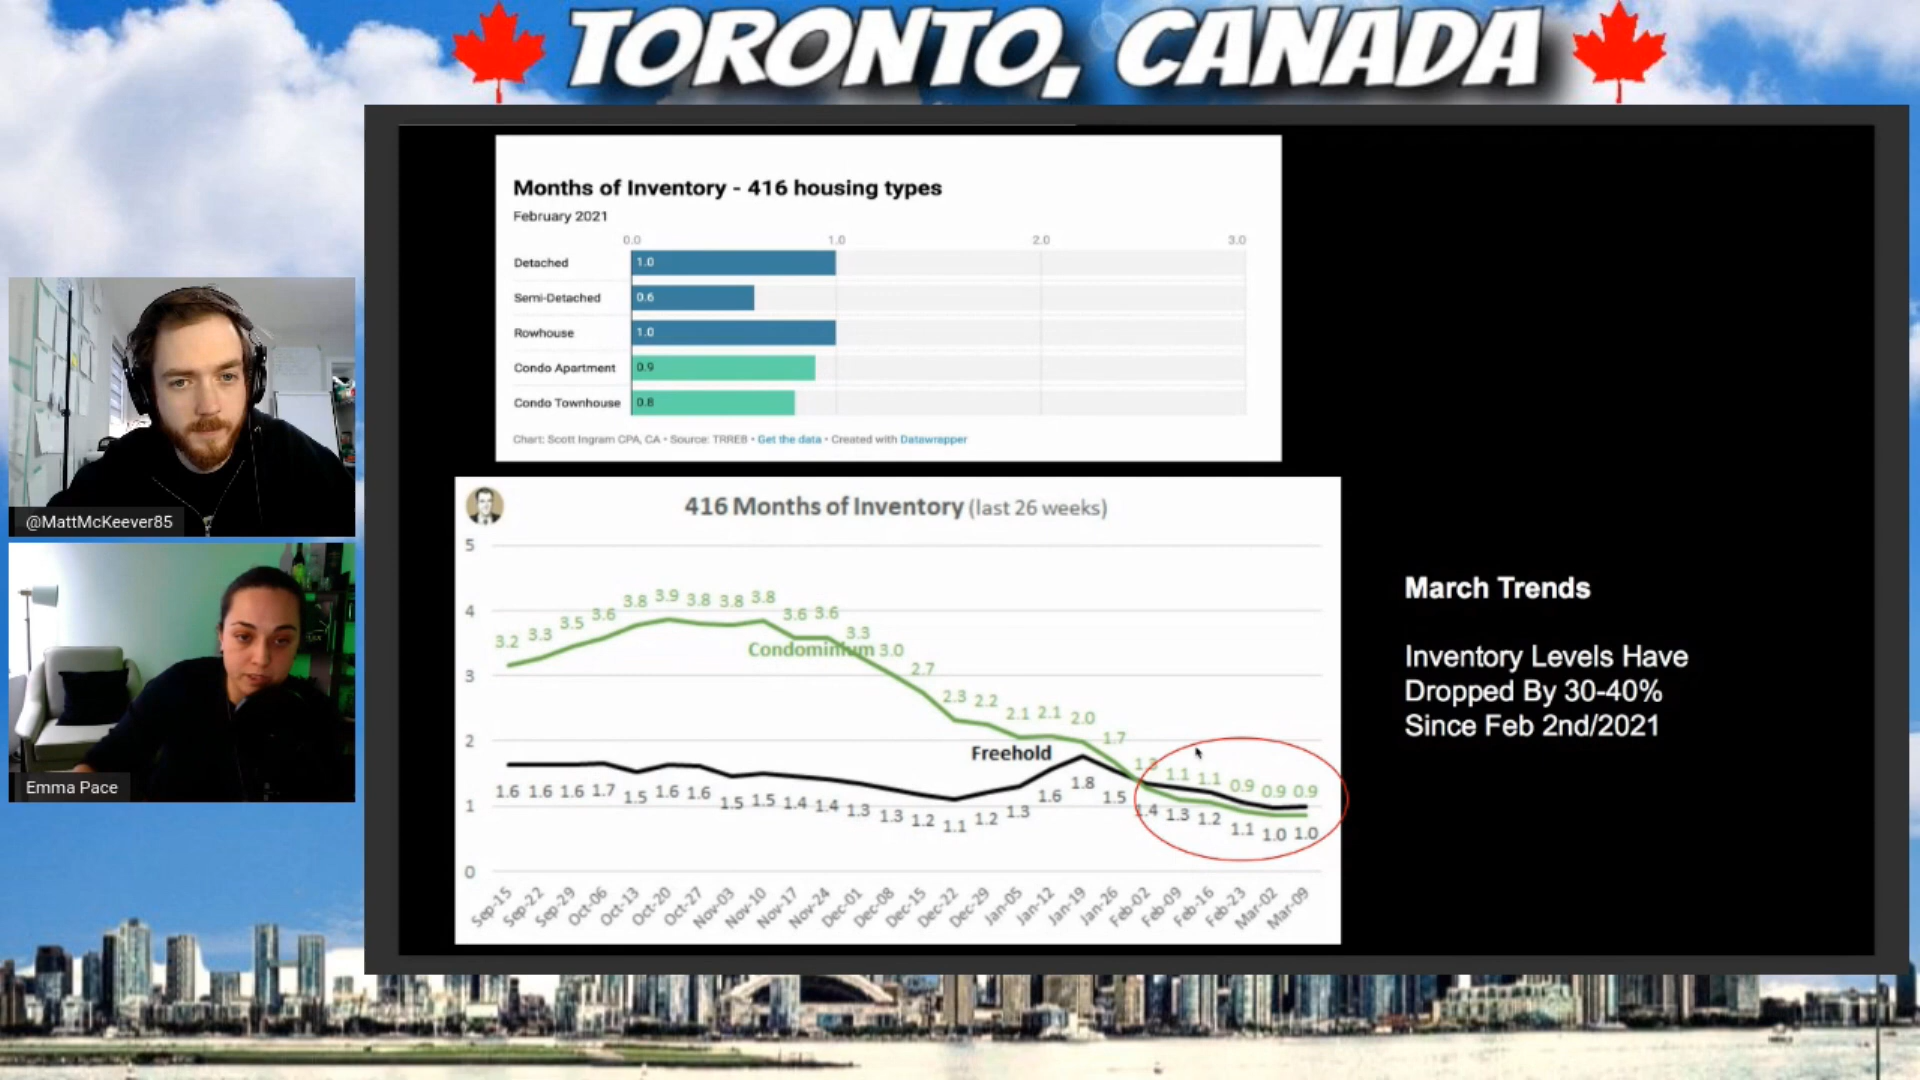 TORONTO, CANADA
Months of Inventory - 416 housing types
February 2021
0.0 1.0 2.0 3.0
Detached 1.0
Semi-Detached 0.6
Rowhouse 1.0
Condo Apartment 0.9
Condo Townhouse 0.8
Chart: Scott Ingram CPA, CA • Source: TRREB • Get the data • Created with Datawrapper
@MattMcKeever85
Emma Pace
416 Months of Inventory (last 26 weeks)
5
4
3
2
1
0
3.2 3.3 3.5 3.6 3.8 3.9 3.8 3.8 3.8 3.6 3.6 3.3 3.0 2.7 2.3 2.2 2.1 2.1 2.0 1.7 1.3 1.1 1.1 0.9 0.9 0.9
Condominium
Freehold
1.6 1.6 1.6 1.7 1.5 1.6 1.6 1.5 1.5 1.4 1.4 1.3 1.3 1.2 1.1 1.2 1.3 1.6 1.8 1.5 1.4 1.3 1.2 1.1 1.0 1.0
Sep-15 Sep-22 Sep-29 Oct-06 Oct-13 Oct-20 Oct-27 Nov-03 Nov-10 Nov-17 Nov-24 Dec-01 Dec-08 Dec-15 Dec-22 Dec-29 Jan-05 Jan-12 Jan-19 Jan-26 Feb-02 Feb-09 Feb-16 Feb-23 Mar-02 Mar-09
March Trends
Inventory Levels Have
Dropped By 30-40%
Since Feb 2nd/2021